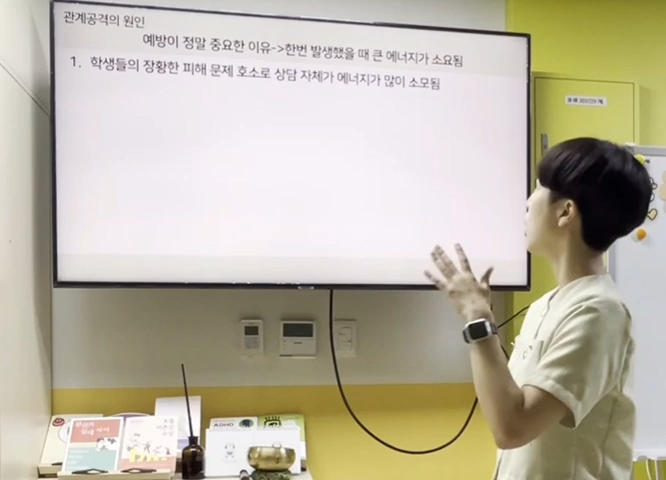 관계공격의 원인
예방이 정말 중요한 이유->한번 발생했을 때 큰 에너지가 소요됨
1. 학생들의 장황한 피해 문제 호소로 상담 자체가 에너지가 많이 소모됨
ADHD